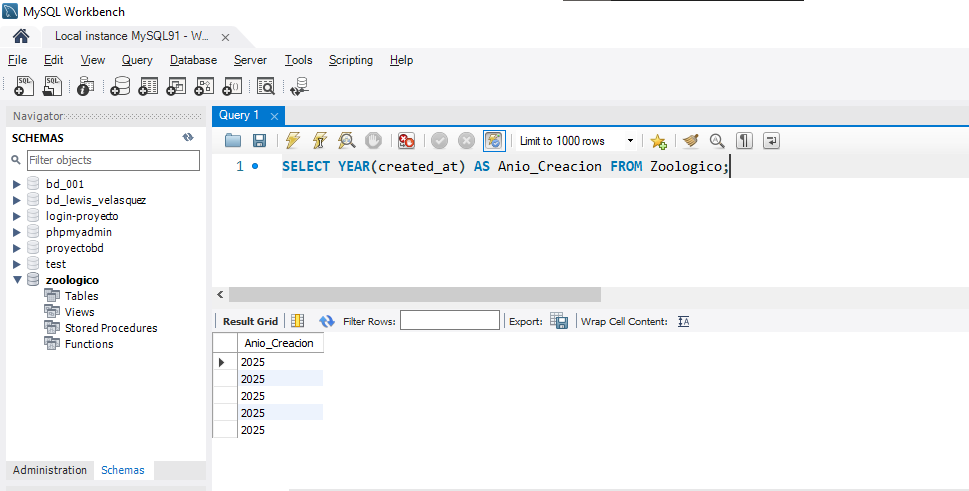 MySQL Workbench
Local instance MySQL91 - W... ×
File Edit View Query Database Server Tools Scripting Help
Navigator
SCHEMAS
Filter objects
bd_001
bd_lewis_velasquez
login-proyecto
phpmyadmin
proyectobd
test
zoologico
Tables
Views
Stored Procedures
Functions
Administration Schemas
Query 1 ×
Limit to 1000 rows
1 SELECT YEAR(created_at) AS Anio_Creacion FROM Zoologico;
Result Grid Filter Rows: Export: Wrap Cell Content:
Anio_Creacion
2025
2025
2025
2025
2025